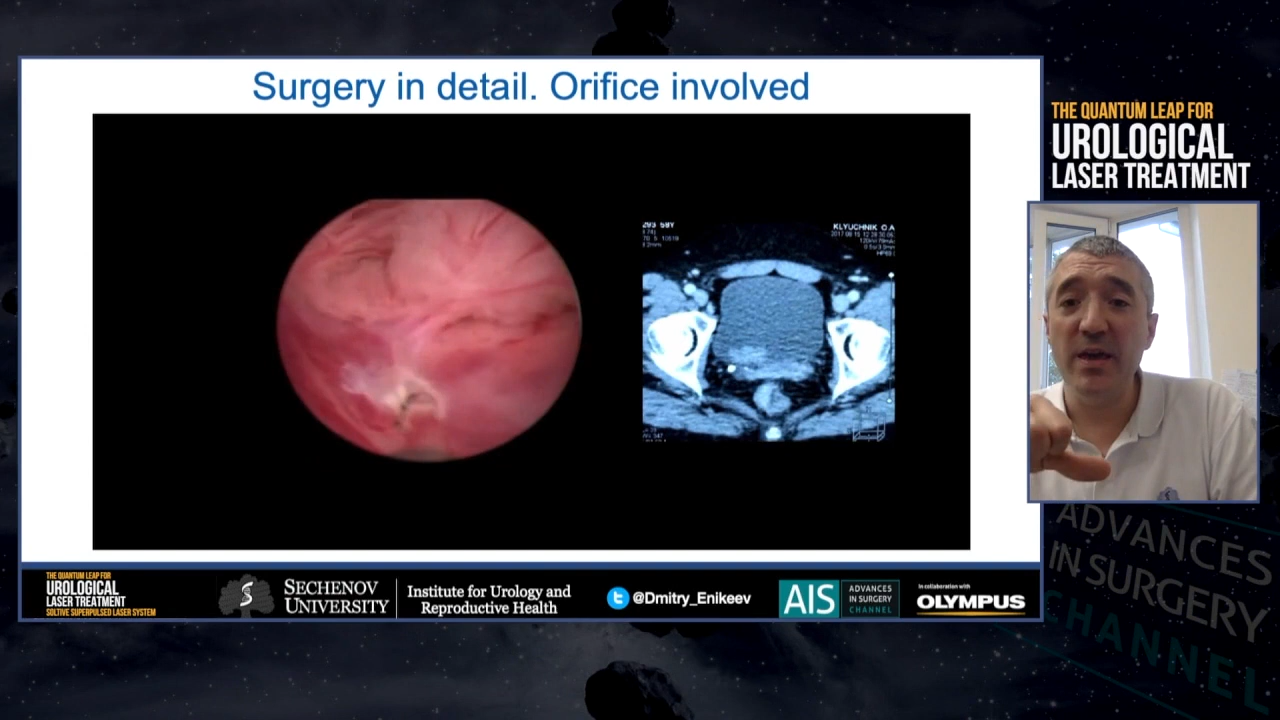 Surgery in detail. Orifice involved
KLYUCHNIK O.A
THE QUANTUM LEAP FOR
UROLOGICAL
LASER TREATMENT
THE QUANTUM LEAP FOR
UROLOGICAL
LASER TREATMENT
SOLTIVE SUPERPULSED LASER SYSTEM
SECHENOV
UNIVERSITY
Institute for Urology and
Reproductive Health
@Dmitry_Enikeev
AIS
ADVANCES
IN SURGERY
CHANNEL
In collaboration with
OLYMPUS
ADVANCES
IN SURGERY
CHANNEL